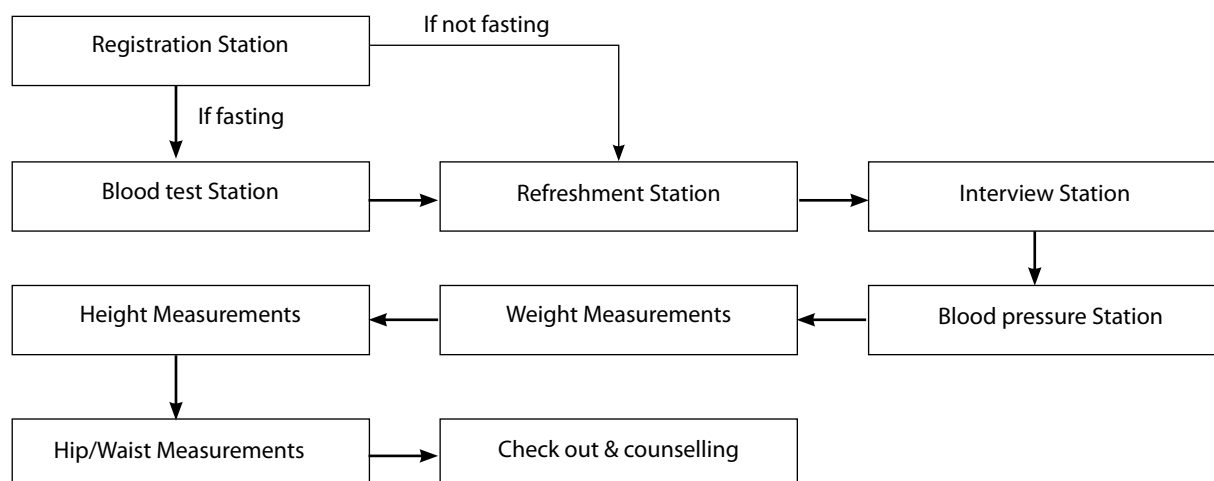 Registration Station
If not fasting
If fasting
Blood test Station
Refreshment Station
Interview Station
Height Measurements
Weight Measurements
Blood pressure Station
Hip/Waist Measurements
Check out & counselling